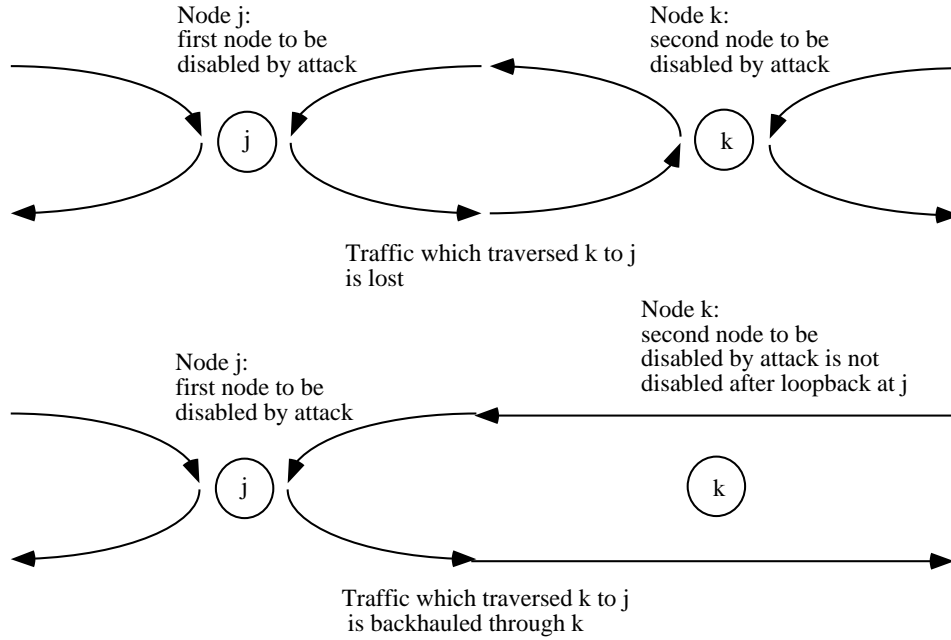 Node j:
first node to be
disabled by attack
Node k:
second node to be
disabled by attack
j
k
Traffic which traversed k to j
is lost
Node k:
second node to be
disabled by attack is not
disabled after loopback at j
Node j:
first node to be
disabled by attack
j
k
Traffic which traversed k to j
is backhauled through k